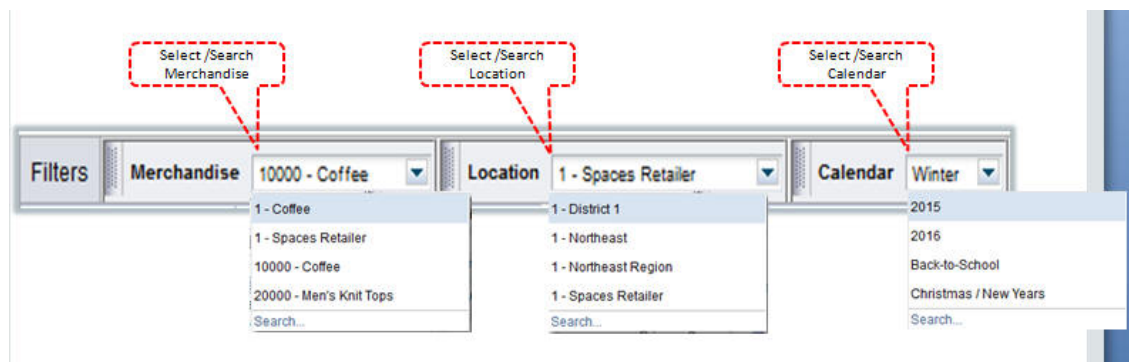 Select /Search
Merchandise
Select /Search
Location
Select /Search
Calendar
Filters Merchandise 10000 - Coffee Location 1 - Spaces Retailer Calendar Winter
1 - Coffee
1 - Spaces Retailer
10000 - Coffee
20000 - Men's Knit Tops
Search...
1 - District 1
1 - Northeast
1 - Northeast Region
1 - Spaces Retailer
Search...
2015
2016
Back-to-School
Christmas / New Years
Search...